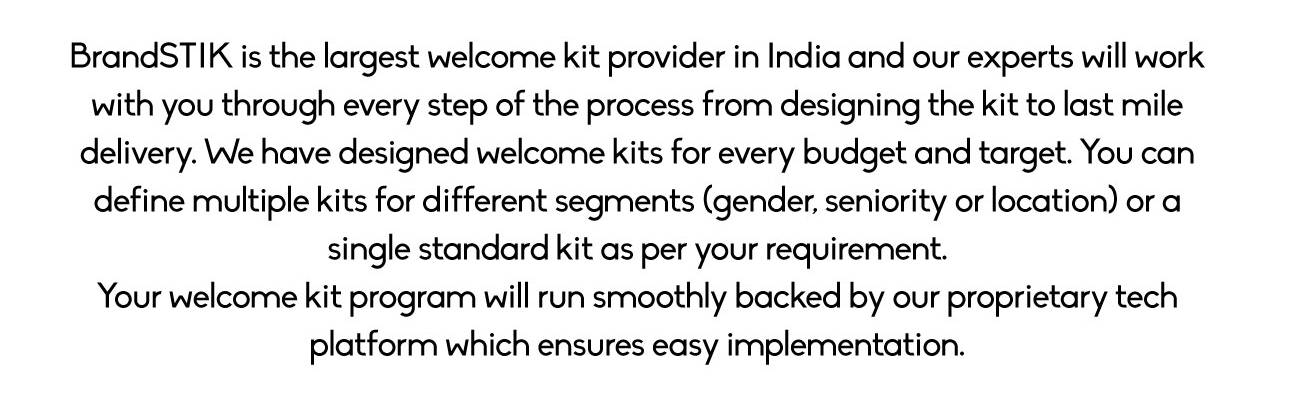 BrandSTIK is the largest welcome kit provider in India and our experts will work
with you through every step of the process from designing the kit to last mile
delivery. We have designed welcome kits for every budget and target. You can
define multiple kits for different segments (gender, seniority or location) or a
single standard kit as per your requirement.
Your welcome kit program will run smoothly backed by our proprietary tech
platform which ensures easy implementation.